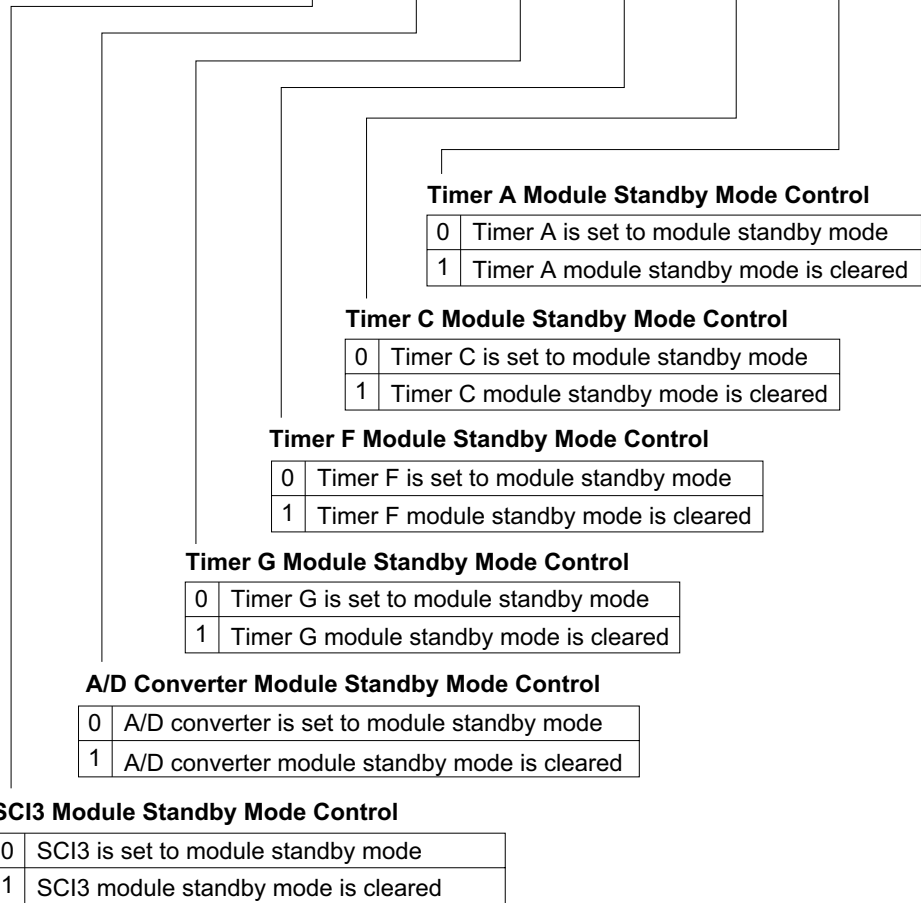 Timer A Module Standby Mode Control
0 Timer A is set to module standby mode
1 Timer A module standby mode is cleared
Timer C Module Standby Mode Control
0 Timer C is set to module standby mode
1 Timer C module standby mode is cleared
Timer F Module Standby Mode Control
0 Timer F is set to module standby mode
1 Timer F module standby mode is cleared
Timer G Module Standby Mode Control
0 Timer G is set to module standby mode
1 Timer G module standby mode is cleared
A/D Converter Module Standby Mode Control
0 A/D converter is set to module standby mode
1 A/D converter module standby mode is cleared
SCI3 Module Standby Mode Control
0 SCI3 is set to module standby mode
1 SCI3 module standby mode is cleared